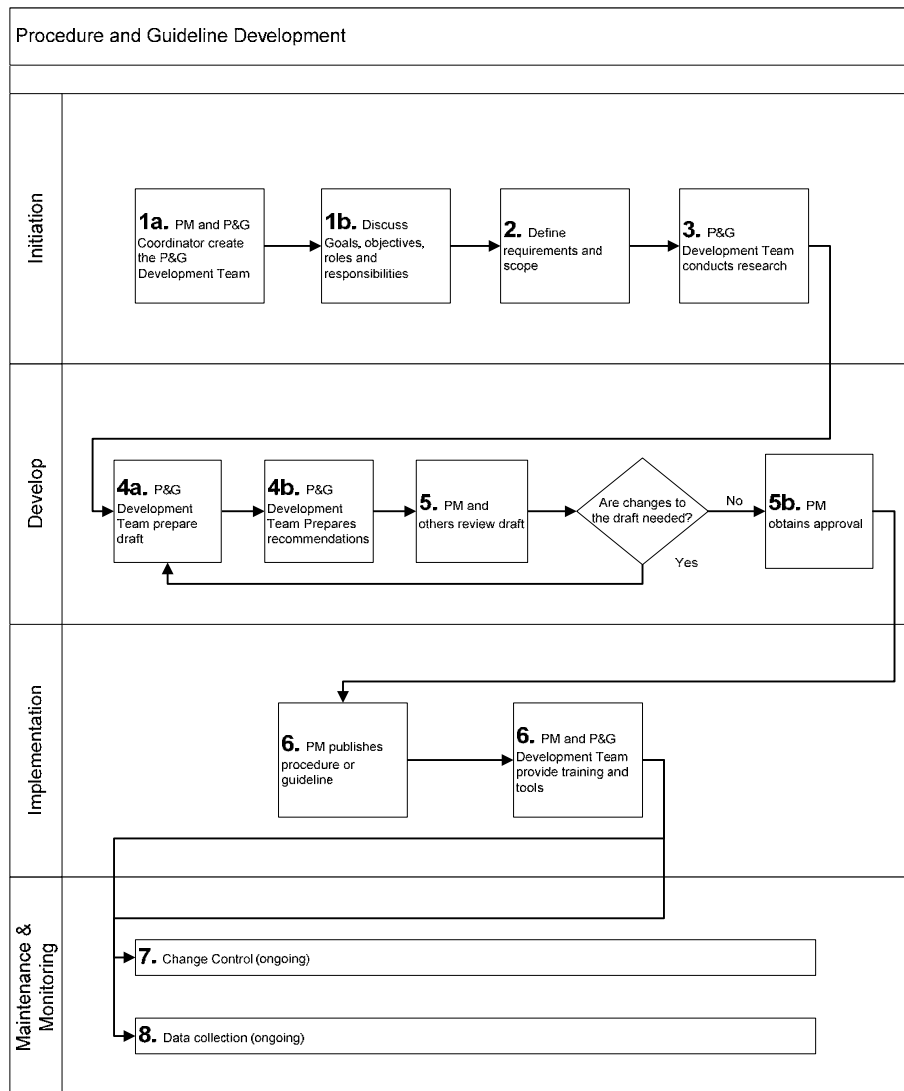 Procedure and Guideline Development
Initiation
1a. PM and P&G
Coordinator create
the P&G
Development Team
1b. Discuss
Goals, objectives,
roles and
responsibilities
2. Define
requirements and
scope
3. P&G
Development Team
conducts research
Develop
4a. P&G
Development
Team prepare
draft
4b. P&G
Development
Team Prepares
recommendations
5. PM and
others review draft
Are changes to
the draft needed?
No
Yes
5b. PM
obtains approval
Implementation
6. PM publishes
procedure or
guideline
6. PM and P&G
Development Team
provide training and
tools
Maintenance &
Monitoring
7. Change Control (ongoing)
8. Data collection (ongoing)